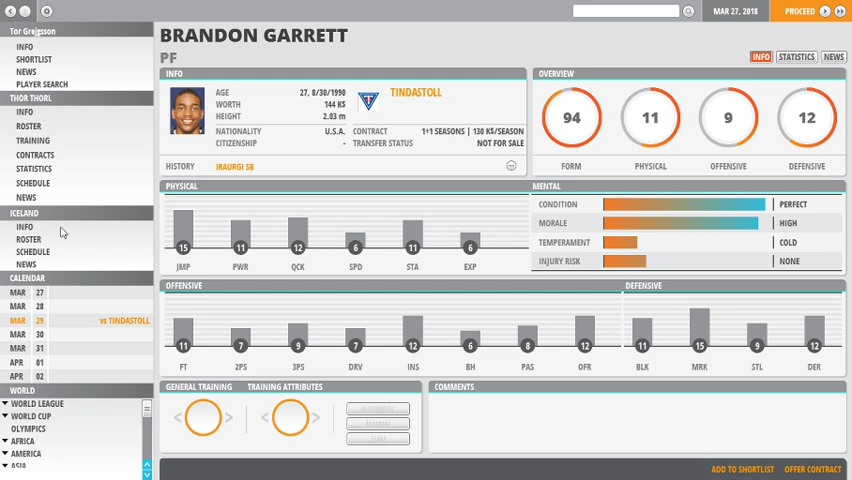 MAR 27, 2018
PROCEED
Tor Grejgsson
INFO
SHORTLIST
NEWS
PLAYER SEARCH
THOR THORL
INFO
ROSTER
TRAINING
CONTRACTS
STATISTICS
SCHEDULE
NEWS
ICELAND
INFO
ROSTER
SCHEDULE
NEWS
CALENDAR
MAR 27
MAR 28
MAR 29 vs TINDASTOLL
MAR 30
MAR 31
APR 01
APR 02
WORLD
WORLD LEAGUE
WORLD CUP
OLYMPICS
AFRICA
AMERICA
ASIA
BRANDON GARRETT
PF
INFO STATISTICS NEWS
INFO
AGE 27, 8/30/1990
WORTH 144 K$
HEIGHT 2.03 m
NATIONALITY U.S.A.
CITIZENSHIP -
TINDASTOLL
CONTRACT 1+1 SEASONS | 130 K$/SEASON
TRANSFER STATUS NOT FOR SALE
HISTORY IRAURGI SB
OVERVIEW
94 11 9 12
FORM PHYSICAL OFFENSIVE DEFENSIVE
PHYSICAL
15 11 12 6 11 6
JMP PWR QCK SPD STA EXP
MENTAL
CONDITION PERFECT
MORALE HIGH
TEMPERAMENT COLD
INJURY RISK NONE
OFFENSIVE
11 7 9 7 12 6 8 12
FT 2PS 3PS DRV INS BH PAS OFR
DEFENSIVE
11 15 9 12
BLK MRK STL DER
GENERAL TRAINING TRAINING ATTRIBUTES
COMMENTS
ADD TO SHORTLIST OFFER CONTRACT